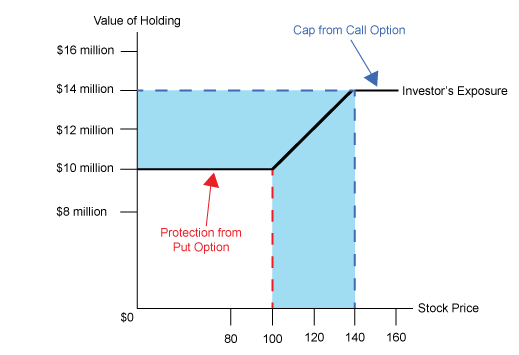 Value of Holding
Cap from Call Option
$16 million
$14 million
Investor's Exposure
$12 million
$10 million
$8 million
Protection from
Put Option
$0
Stock Price
80 100 120 140 160